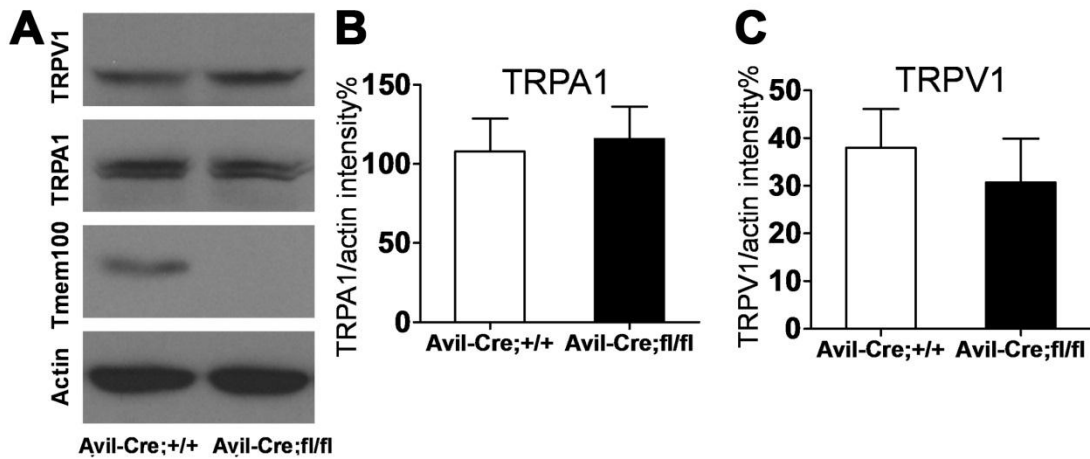 A
TRPV1
TRPA1
Tmem100
Actin
Avil-Cre;+/+ Avil-Cre;fl/fl
B
TRPA1
TRPA1/actin intensity%
150
100
50
0
Avil-Cre;+/+ Avil-Cre;fl/fl
C
TRPV1
TRPV1/actin intensity%
50
40
30
20
10
0
Avil-Cre;+/+ Avil-Cre;fl/fl